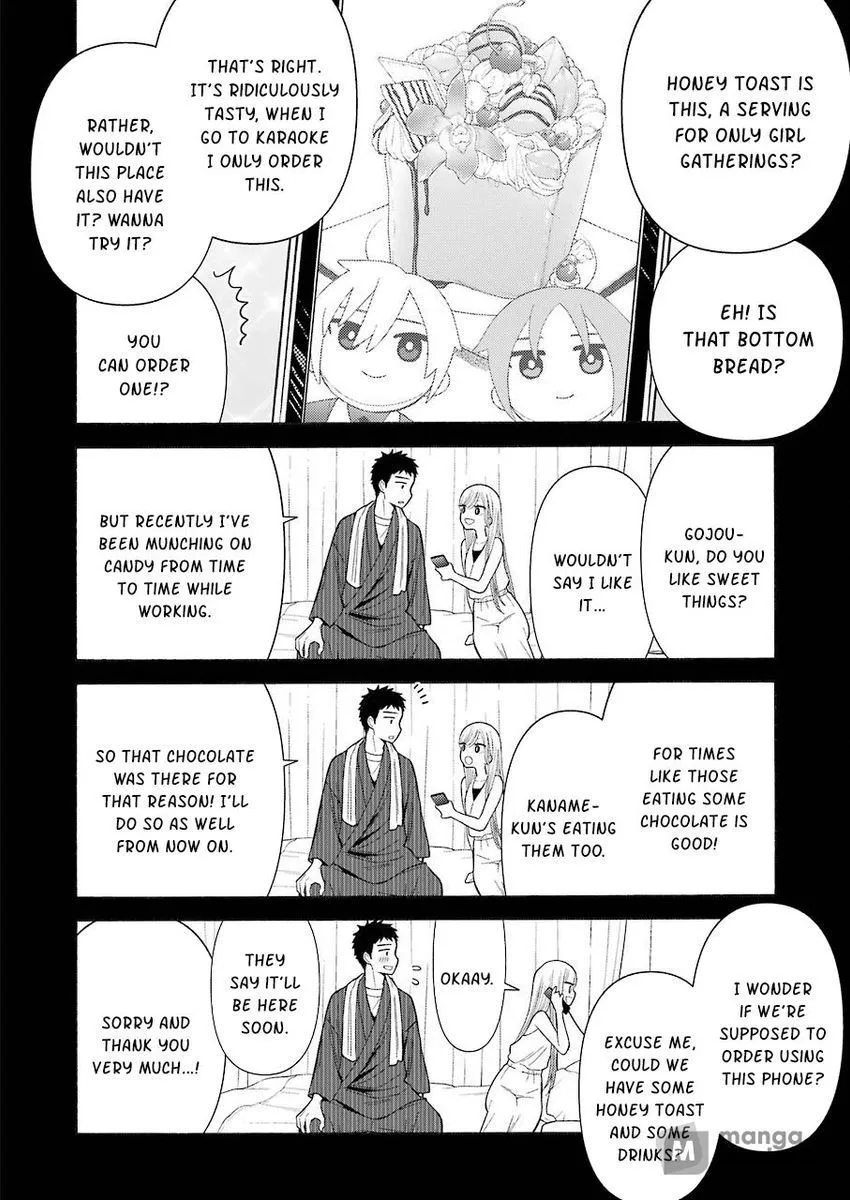 HONEY TOAST IS
THIS, A SERVING
FOR ONLY GIRL
GATHERINGS?
THAT'S RIGHT.
IT'S RIDICULOUSLY
TASTY, WHEN I
GO TO KARAOKE
I ONLY ORDER
THIS.
RATHER,
WOULDN'T
THIS PLACE
ALSO HAVE
IT? WANNA
TRY IT?
EH! IS
THAT BOTTOM
BREAD?
YOU
CAN ORDER
ONE!?
GOJOU-
KUN, DO YOU
LIKE SWEET
THINGS?
WOULDN'T
SAY I LIKE
IT...
BUT RECENTLY I'VE
BEEN MUNCHING ON
CANDY FROM TIME
TO TIME WHILE
WORKING.
FOR TIMES
LIKE THOSE
EATING SOME
CHOCOLATE IS
GOOD!
KANAME-
KUN'S EATING
THEM TOO.
SO THAT CHOCOLATE
WAS THERE FOR
THAT REASON! I'LL
DO SO AS WELL
FROM NOW ON.
I WONDER
IF WE'RE
SUPPOSED TO
ORDER USING
THIS PHONE?
EXCUSE ME,
COULD WE
HAVE SOME
HONEY TOAST
AND SOME
DRINKS?
OKAAY.
THEY
SAY IT'LL
BE HERE
SOON.
SORRY AND
THANK YOU
VERY MUCH...!
M manga